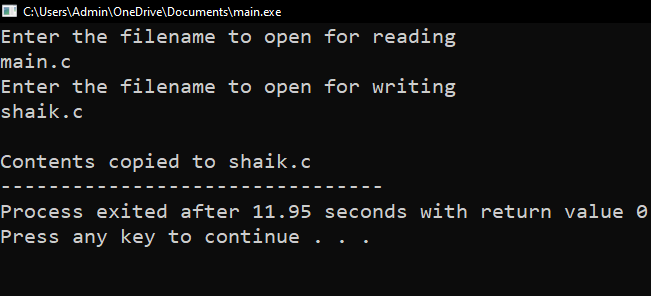 C:\Users\Admin\OneDrive\Documents\main.exe
Enter the filename to open for reading
main.c
Enter the filename to open for writing
shaik.c
Contents copied to shaik.c
--------------------------------
Process exited after 11.95 seconds with return value 0
Press any key to continue . . .